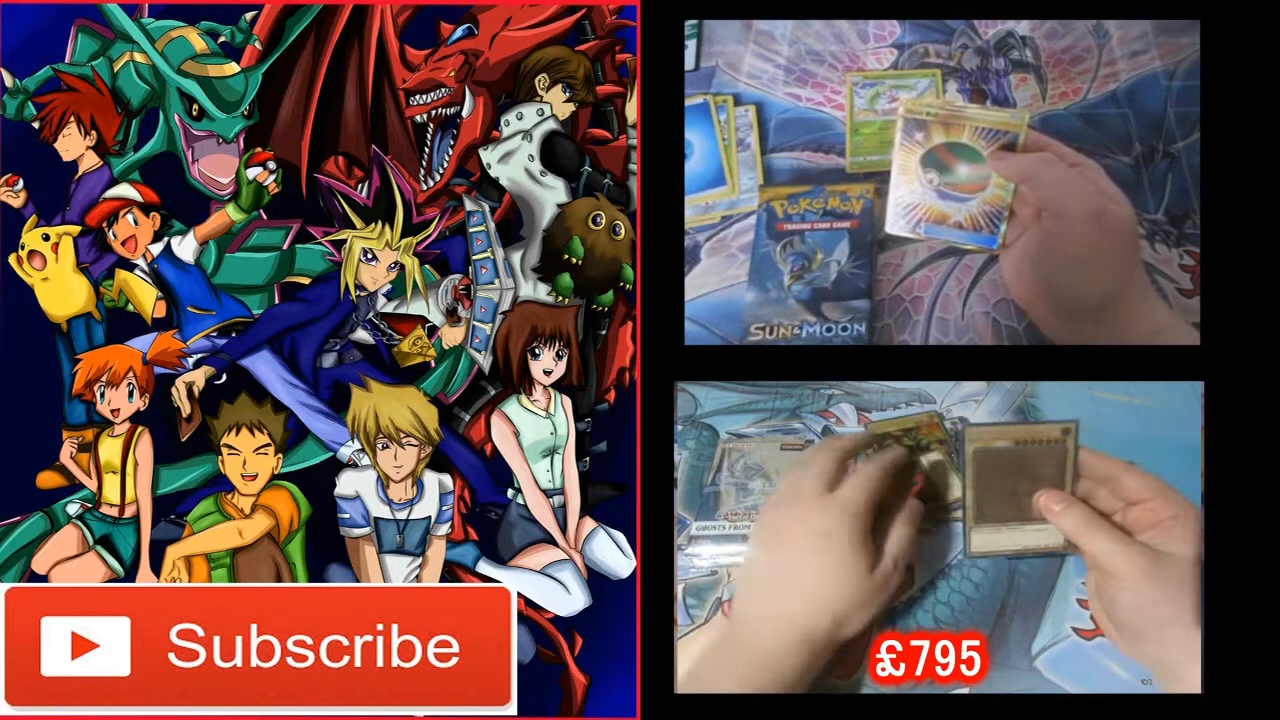 Subscribe
POKéMON
TRADING CARD GAME
SUN & MOON
GHOSTS FROM
£795